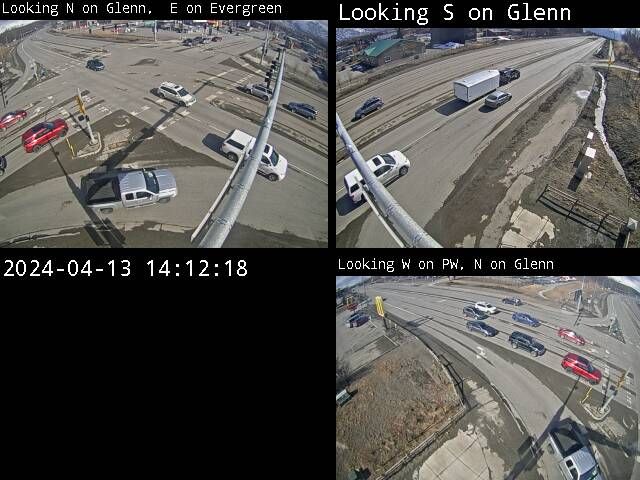 Looking N on Glenn, E on Evergreen
Looking S on Glenn
2024-04-13 14:12:18
Looking W on PW, N on Glenn